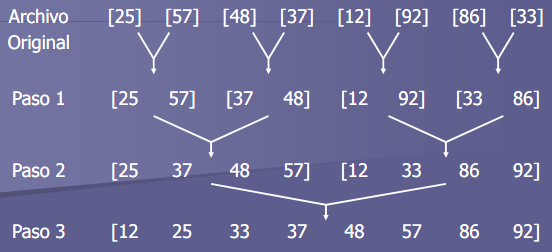 Archivo [25] [57] [48] [37] [12] [92] [86] [33]
Original
Paso 1 [25 57] [37 48] [12 92] [33 86]
Paso 2 [25 37 48 57] [12 33 86 92]
Paso 3 [12 25 33 37 48 57 86 92]